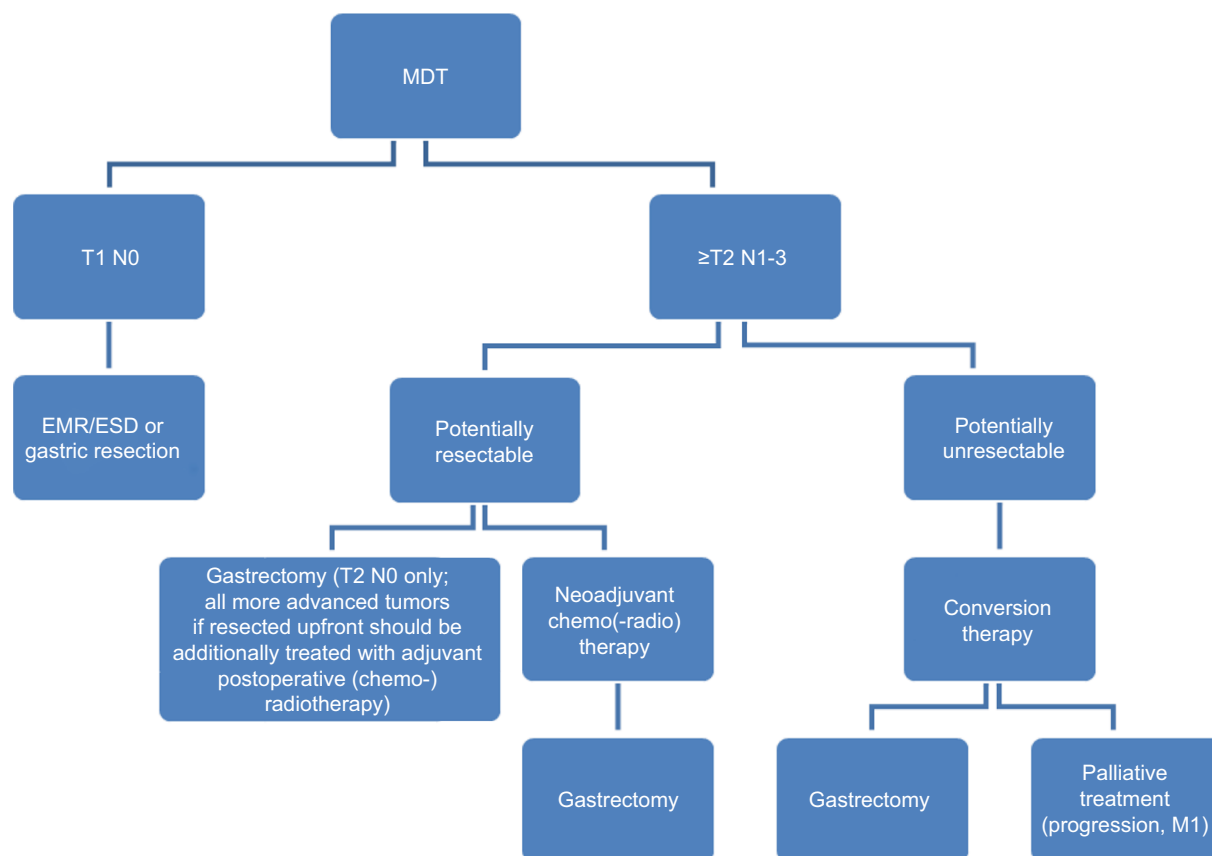 MDT
T1 N0
≥T2 N1-3
EMR/ESD or
gastric resection
Potentially
resectable
Potentially
unresectable
Gastrectomy (T2 N0 only;
all more advanced tumors
if resected upfront should be
additionally treated with adjuvant
postoperative (chemo-)
radiotherapy)
Neoadjuvant
chemo(-radio)
therapy
Conversion
therapy
Gastrectomy
Gastrectomy
Palliative
treatment
(progression, M1)